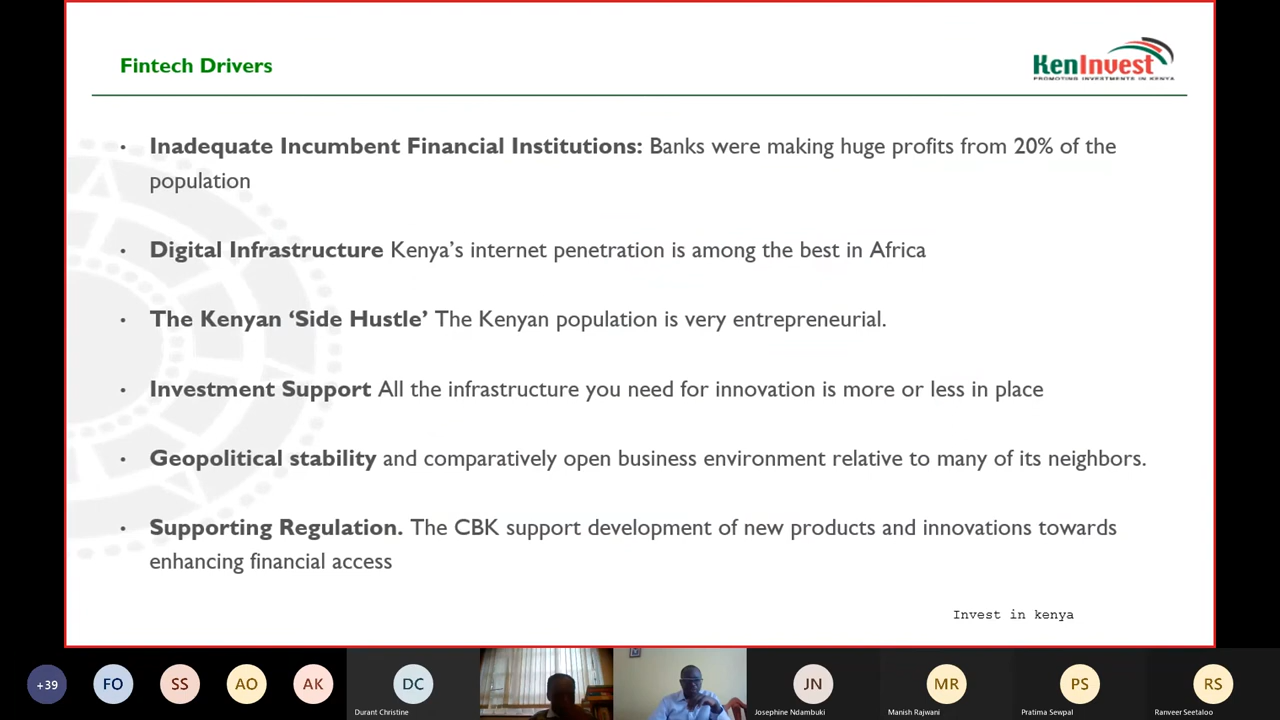 Fintech Drivers
KenInvest
PROMOTING INVESTMENTS IN KENYA
• Inadequate Incumbent Financial Institutions: Banks were making huge profits from 20% of the
population
• Digital Infrastructure Kenya’s internet penetration is among the best in Africa
• The Kenyan ‘Side Hustle’ The Kenyan population is very entrepreneurial.
• Investment Support All the infrastructure you need for innovation is more or less in place
• Geopolitical stability and comparatively open business environment relative to many of its neighbors.
• Supporting Regulation. The CBK support development of new products and innovations towards
enhancing financial access
Invest in kenya
+39
FO
SS
AO
AK
DC
JN
MR
PS
RS
Durant Christine
Josephine Ndambuki
Manish Rajwani
Pratima Sewpal
Ranveer Seetaloo